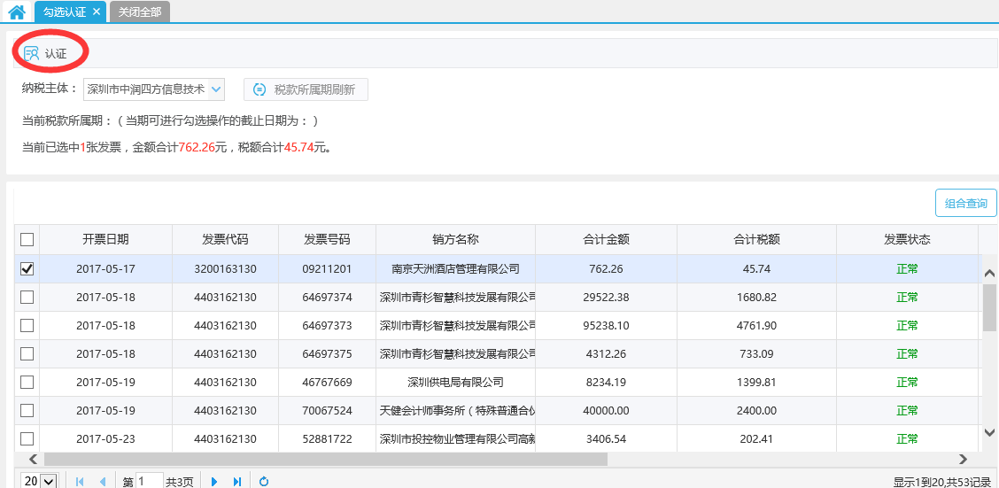 勾选认证 × 关闭全部
认证
纳税主体： 深圳市中润四方信息技术 税款所属期刷新
当前税款所属期：（当期可进行勾选操作的截止日期为：）
当前已选中1张发票，金额合计762.26元，税额合计45.74元。
组合查询
开票日期 发票代码 发票号码 销方名称 合计金额 合计税额 发票状态
2017-05-17 3200163130 09211201 南京天洲酒店管理有限公司 762.26 45.74 正常
2017-05-18 4403162130 64697374 深圳市青杉智慧科技发展有限公司 29522.38 1680.82 正常
2017-05-18 4403162130 64697373 深圳市青杉智慧科技发展有限公司 95238.10 4761.90 正常
2017-05-18 4403162130 64697375 深圳市青杉智慧科技发展有限公司 4312.26 733.09 正常
2017-05-19 4403162130 46767669 深圳供电局有限公司 8234.19 1399.81 正常
2017-05-19 4403162130 70067524 天健会计师事务所（特殊普通合伙 40000.00 2400.00 正常
2017-05-23 4403162130 52881722 深圳市投控物业管理有限公司高新 3406.54 202.41 正常
20 第 1 共3页 显示1到20,共53记录